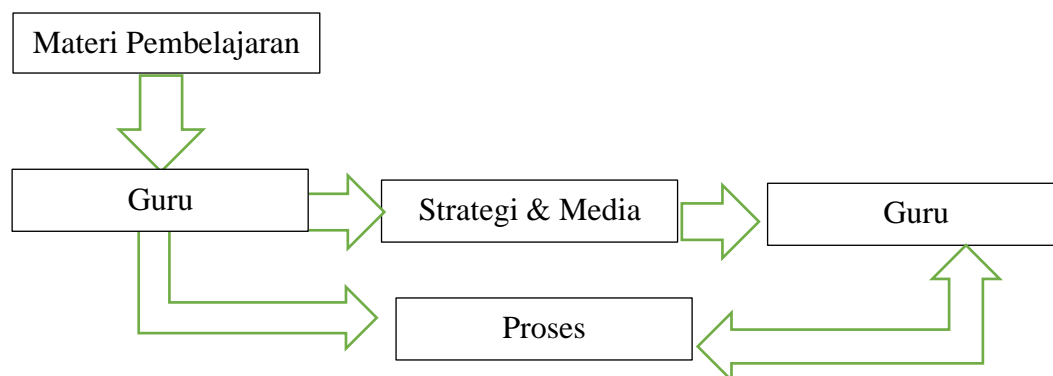 Materi Pembelajaran
Guru
Strategi & Media
Guru
Proses